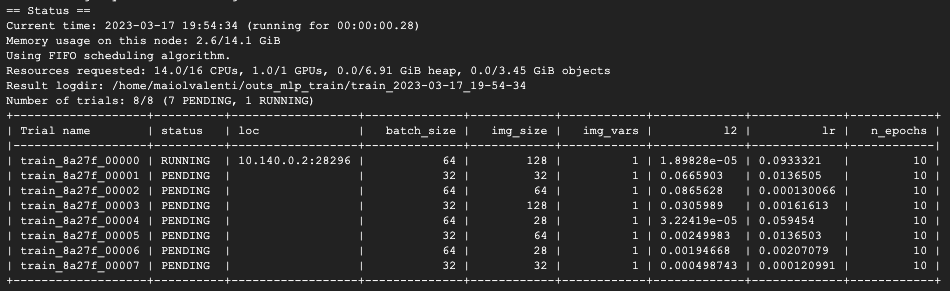 == Status ==
Current time: 2023-03-17 19:54:34 (running for 00:00:00.28)
Memory usage on this node: 2.6/14.1 GiB
Using FIFO scheduling algorithm.
Resources requested: 14.0/16 CPUs, 1.0/1 GPUs, 0.0/6.91 GiB heap, 0.0/3.45 GiB objects
Result logdir: /home/maiolvalenti/outs_mlp_train/train_2023-03-17_19-54-34
Number of trials: 8/8 (7 PENDING, 1 RUNNING)
+--------------------+----------+-------------------+--------------+------------+------------+-------------+-------------+------------+
| Trial name | status | loc | batch_size | img_size | img_vars | l2 | lr | n_epochs |
|--------------------+----------+-------------------+--------------+------------+------------+-------------+-------------+------------|
| train_8a27f_00000 | RUNNING | 10.140.0.2:28296 | 64 | 128 | 1 | 1.89828e-05 | 0.0933321 | 10 |
| train_8a27f_00001 | PENDING | | 32 | 32 | 1 | 0.0665903 | 0.0136505 | 10 |
| train_8a27f_00002 | PENDING | | 64 | 64 | 1 | 0.0865628 | 0.000130066 | 10 |
| train_8a27f_00003 | PENDING | | 32 | 128 | 1 | 0.0305989 | 0.00161613 | 10 |
| train_8a27f_00004 | PENDING | | 64 | 28 | 1 | 3.22419e-05 | 0.059454 | 10 |
| train_8a27f_00005 | PENDING | | 32 | 64 | 1 | 0.00249983 | 0.0136503 | 10 |
| train_8a27f_00006 | PENDING | | 64 | 28 | 1 | 0.00194668 | 0.00207079 | 10 |
| train_8a27f_00007 | PENDING | | 32 | 32 | 1 | 0.000498743 | 0.000120991 | 10 |
+--------------------+----------+-------------------+--------------+------------+------------+-------------+-------------+------------+